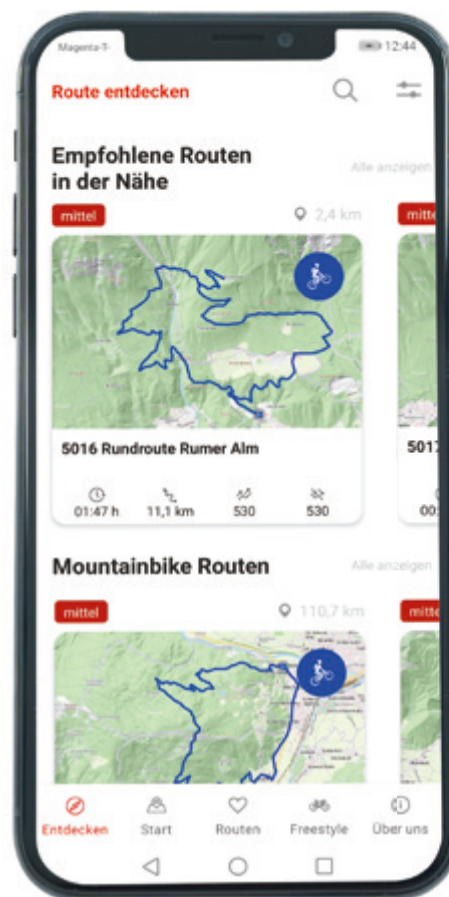 Magenta-T-
12:44
Route entdecken
Empfohlene Routen
in der Nähe
Alle anzeigen
mittel
2,4 km
5016 Rundroute Rumer Alm
5017
01:47 h
11,1 km
530
530
Mountainbike Routen
Alle anzeigen
mittel
110,7 km
Entdecken
Start
Routen
Freestyle
Über uns